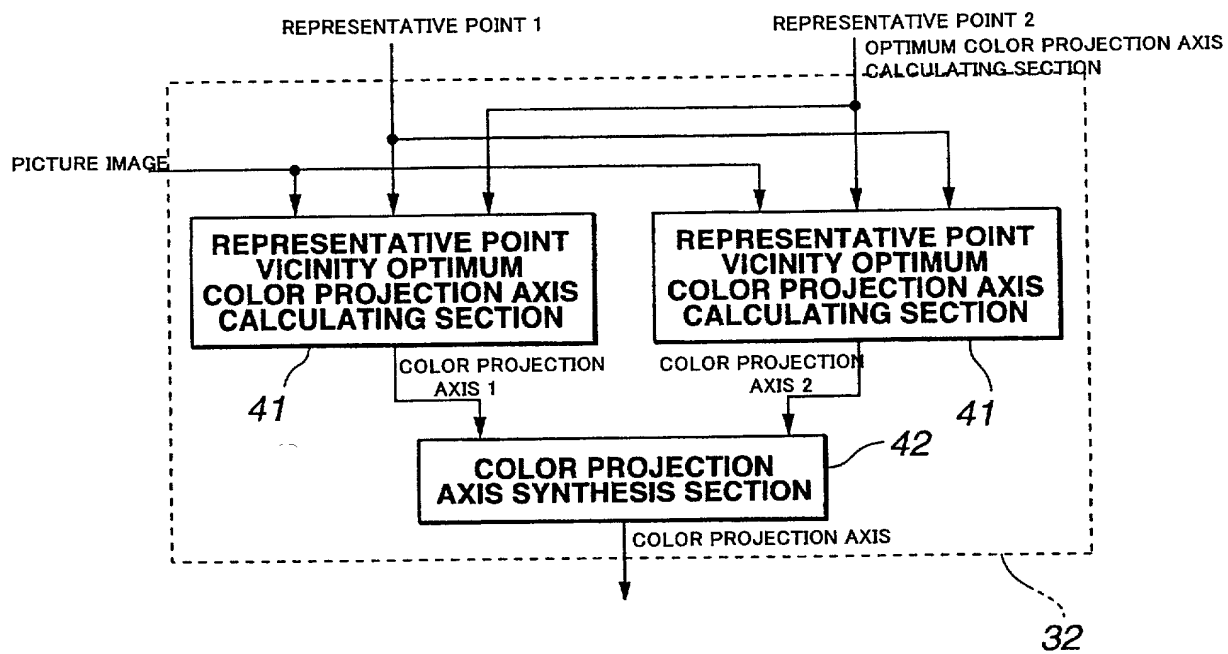 REPRESENTATIVE POINT 1
REPRESENTATIVE POINT 2
OPTIMUM COLOR PROJECTION AXIS
CALCULATING SECTION
PICTURE IMAGE
REPRESENTATIVE POINT
VICINITY OPTIMUM
COLOR PROJECTION AXIS
CALCULATING SECTION
REPRESENTATIVE POINT
VICINITY OPTIMUM
COLOR PROJECTION AXIS
CALCULATING SECTION
COLOR PROJECTION
AXIS 1
COLOR PROJECTION
AXIS 2
41
41
COLOR PROJECTION
AXIS SYNTHESIS SECTION
42
COLOR PROJECTION AXIS
32